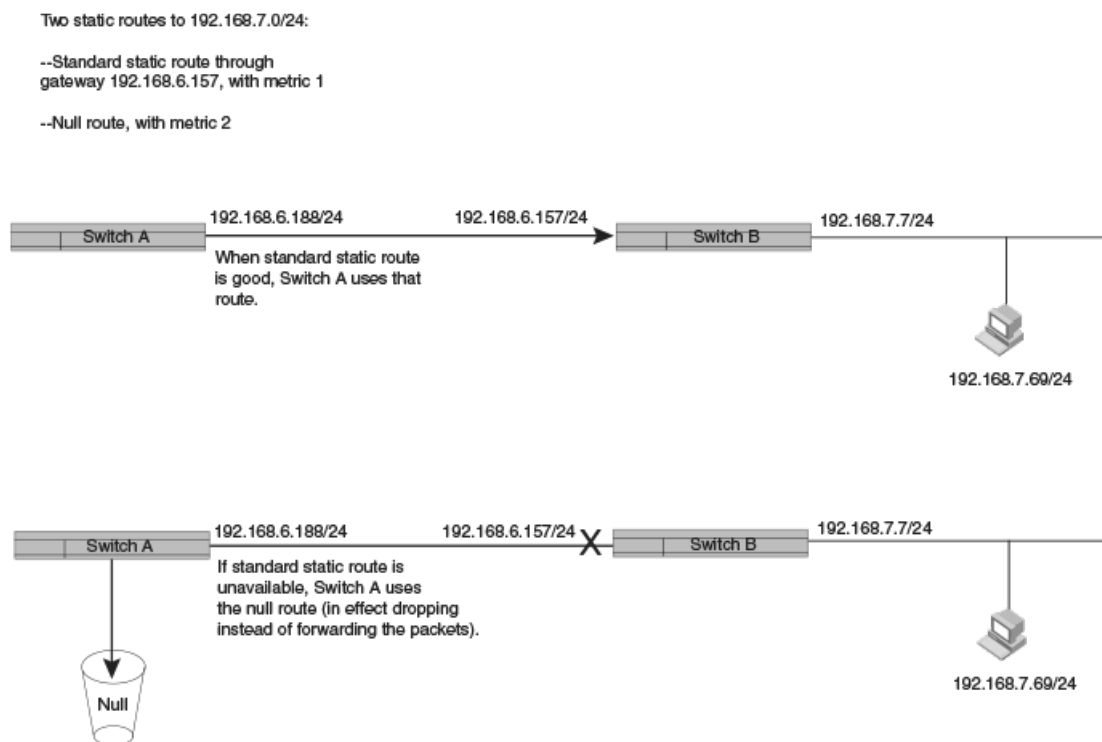 Two static routes to 192.168.7.0/24:
--Standard static route through
gateway 192.168.6.157, with metric 1
--Null route, with metric 2
192.168.6.188/24
192.168.6.157/24
192.168.7.7/24
Switch A
Switch B
When standard static route
is good, Switch A uses that
route.
192.168.7.69/24
192.168.6.188/24
192.168.6.157/24
192.168.7.7/24
Switch A
X
Switch B
If standard static route is
unavailable, Switch A uses
the null route (in effect dropping
instead of forwarding the packets).
192.168.7.69/24
Null